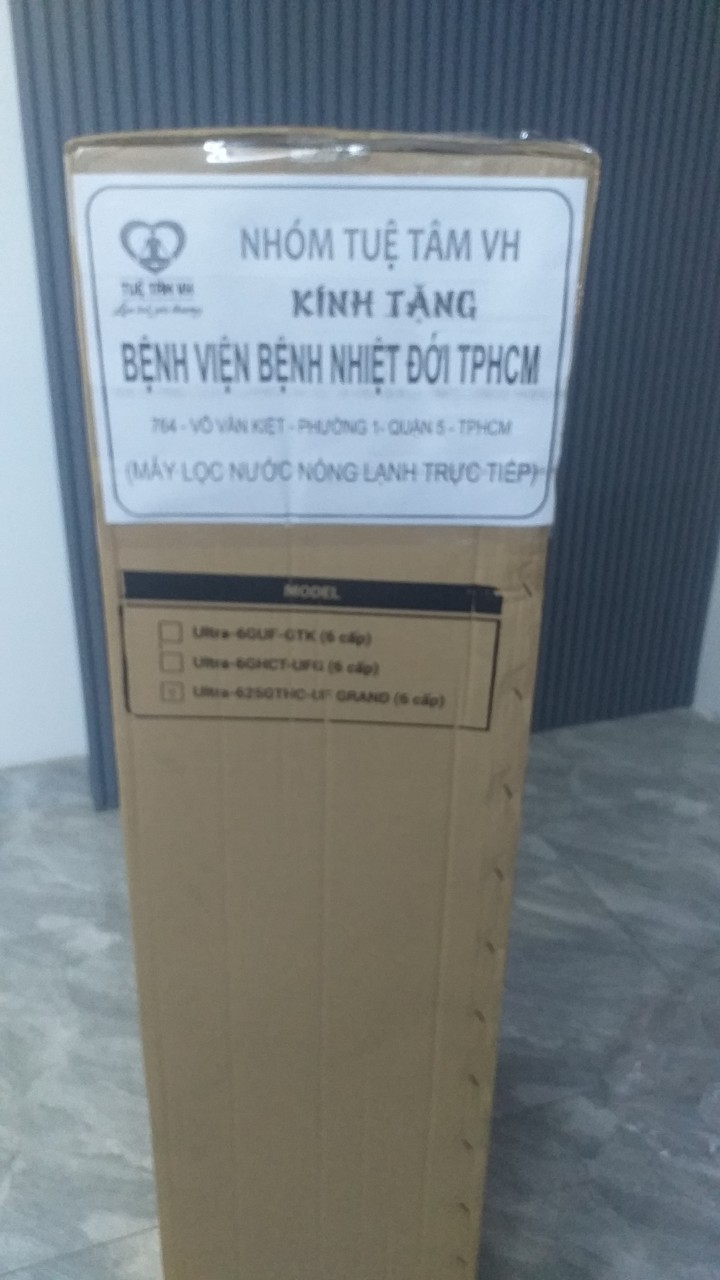 NHÓM TUỆ TÂM VH
TUỆ TÂM VH
KÍNH TẶNG
BỆNH VIỆN BỆNH NHIỆT ĐỚI TPHCM
764 - VÕ VĂN KIỆT - PHƯỜNG 1- QUẬN 5 - TPHCM
(MÁY LỌC NƯỚC NÓNG LẠNH TRỰC TIẾP)
MODEL
Ultra-6GUF-GTK (6 cấp)
Ultra-6GHCT-UFG (6 cấp)
Ultra-625GTHC-UF GRAND (6 cấp)